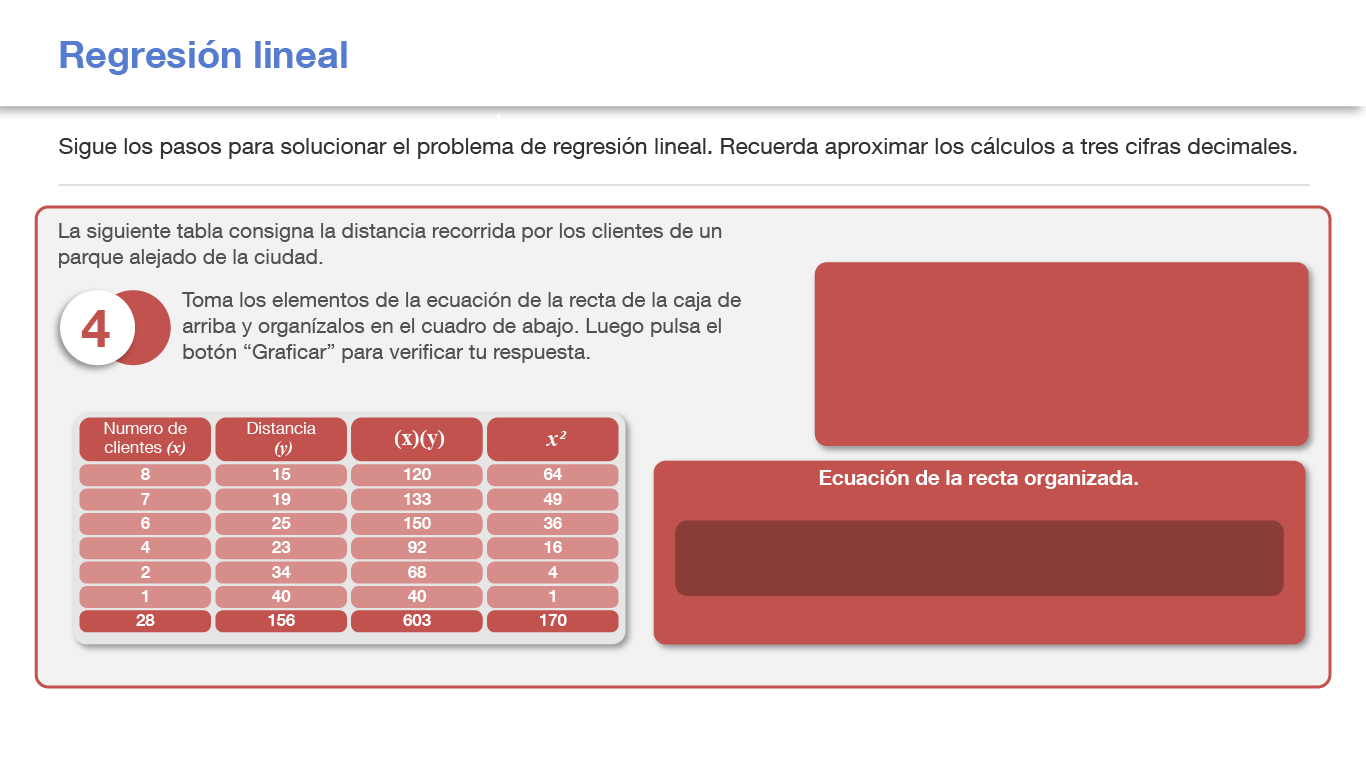 Regresión lineal
Sigue los pasos para solucionar el problema de regresión lineal. Recuerda aproximar los cálculos a tres cifras decimales.
La siguiente tabla consigna la distancia recorrida por los clientes de un
parque alejado de la ciudad.
4
Toma los elementos de la ecuación de la recta de la caja de
arriba y organízalos en el cuadro de abajo. Luego pulsa el
botón “Graficar” para verificar tu respuesta.
Numero de
clientes (x)
Distancia
(y)
(x)(y)
x²
8 15 120 64
7 19 133 49
6 25 150 36
4 23 92 16
2 34 68 4
1 40 40 1
28 156 603 170
Ecuación de la recta organizada.